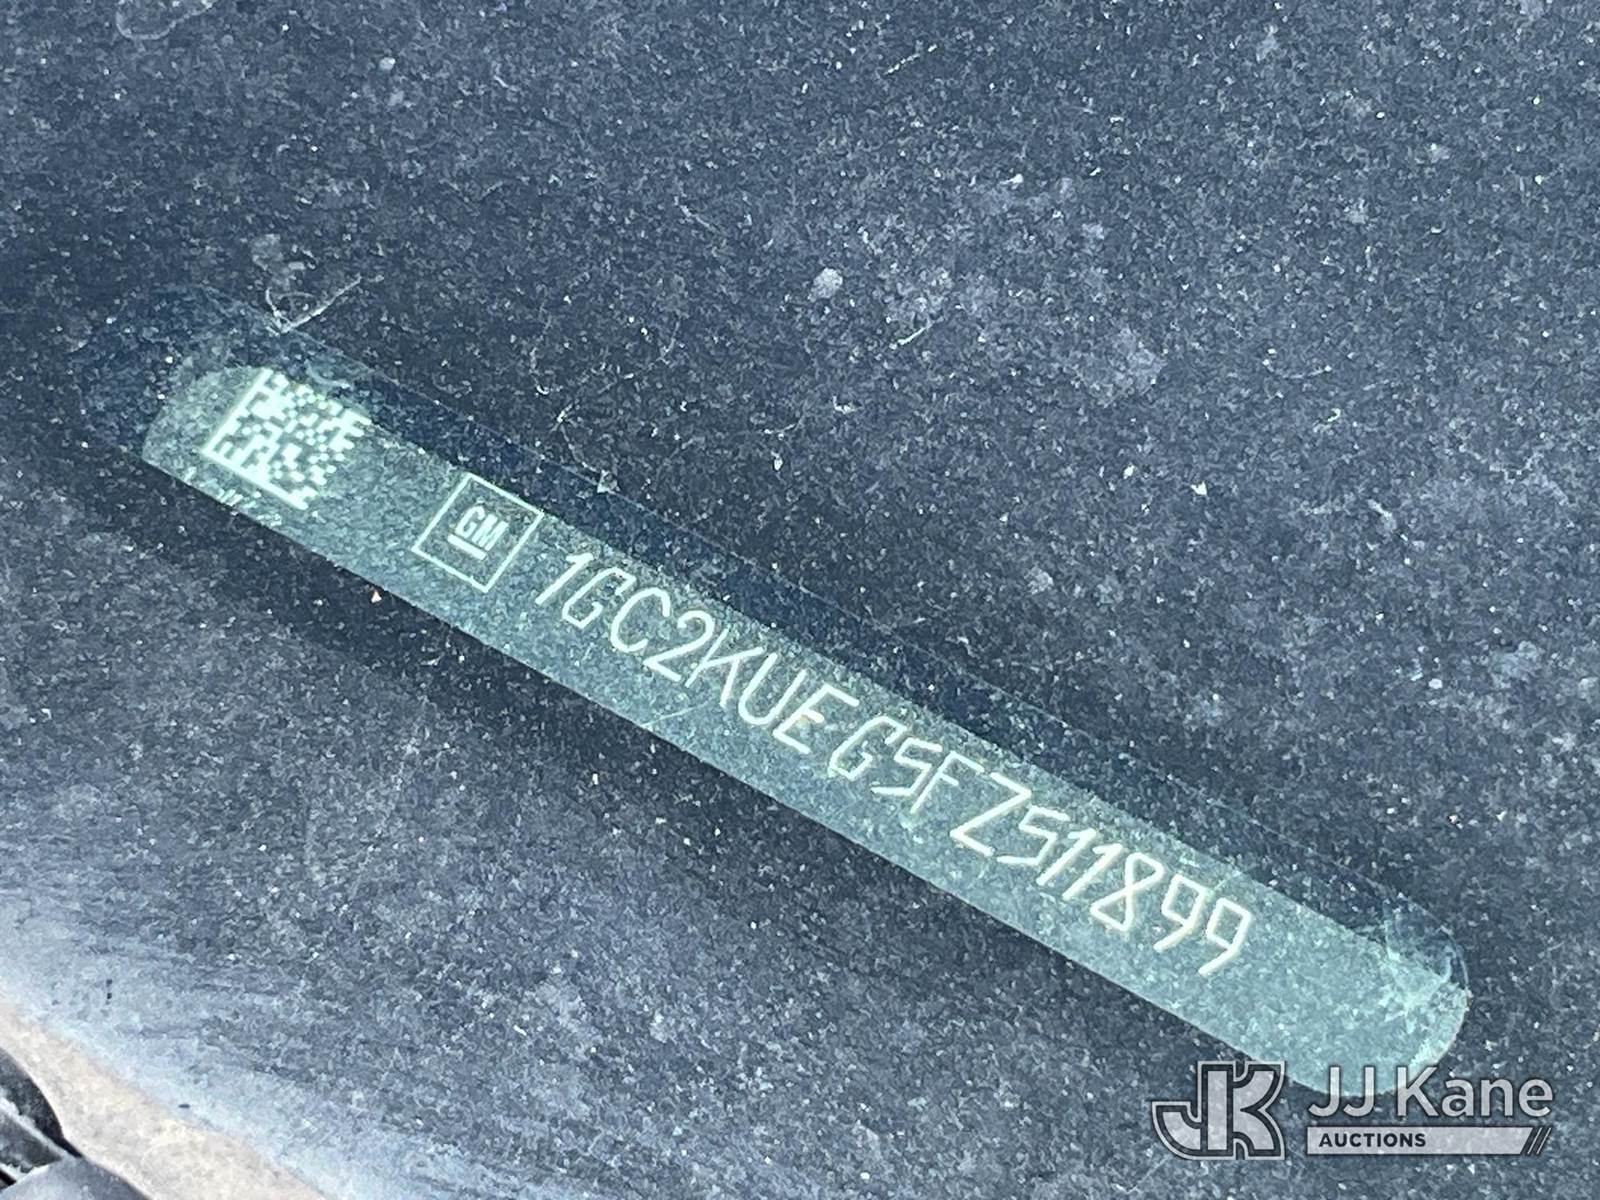 GM 1GC2KUEG5FZ511899
JJ Kane
AUCTIONS